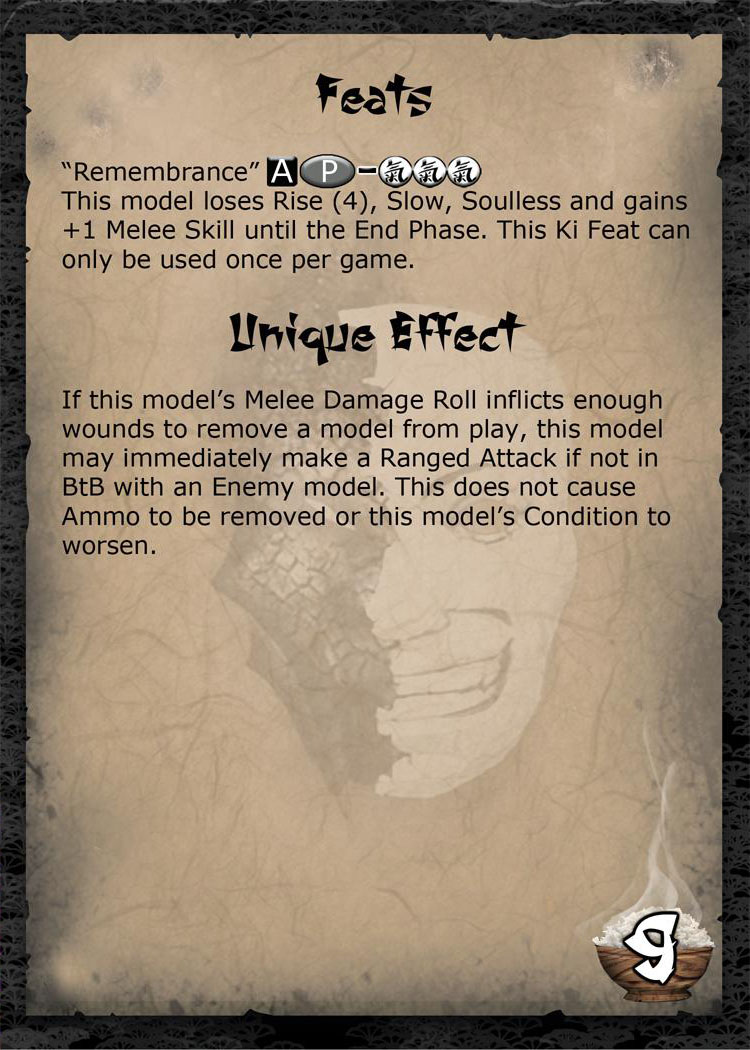 Feats
“Remembrance” A P - 氣 氣 氣
This model loses Rise (4), Slow, Soulless and gains
+1 Melee Skill until the End Phase. This Ki Feat can
only be used once per game.
Unique Effect
If this model’s Melee Damage Roll inflicts enough
wounds to remove a model from play, this model
may immediately make a Ranged Attack if not in
BtB with an Enemy model. This does not cause
Ammo to be removed or this model’s Condition to
worsen.
9